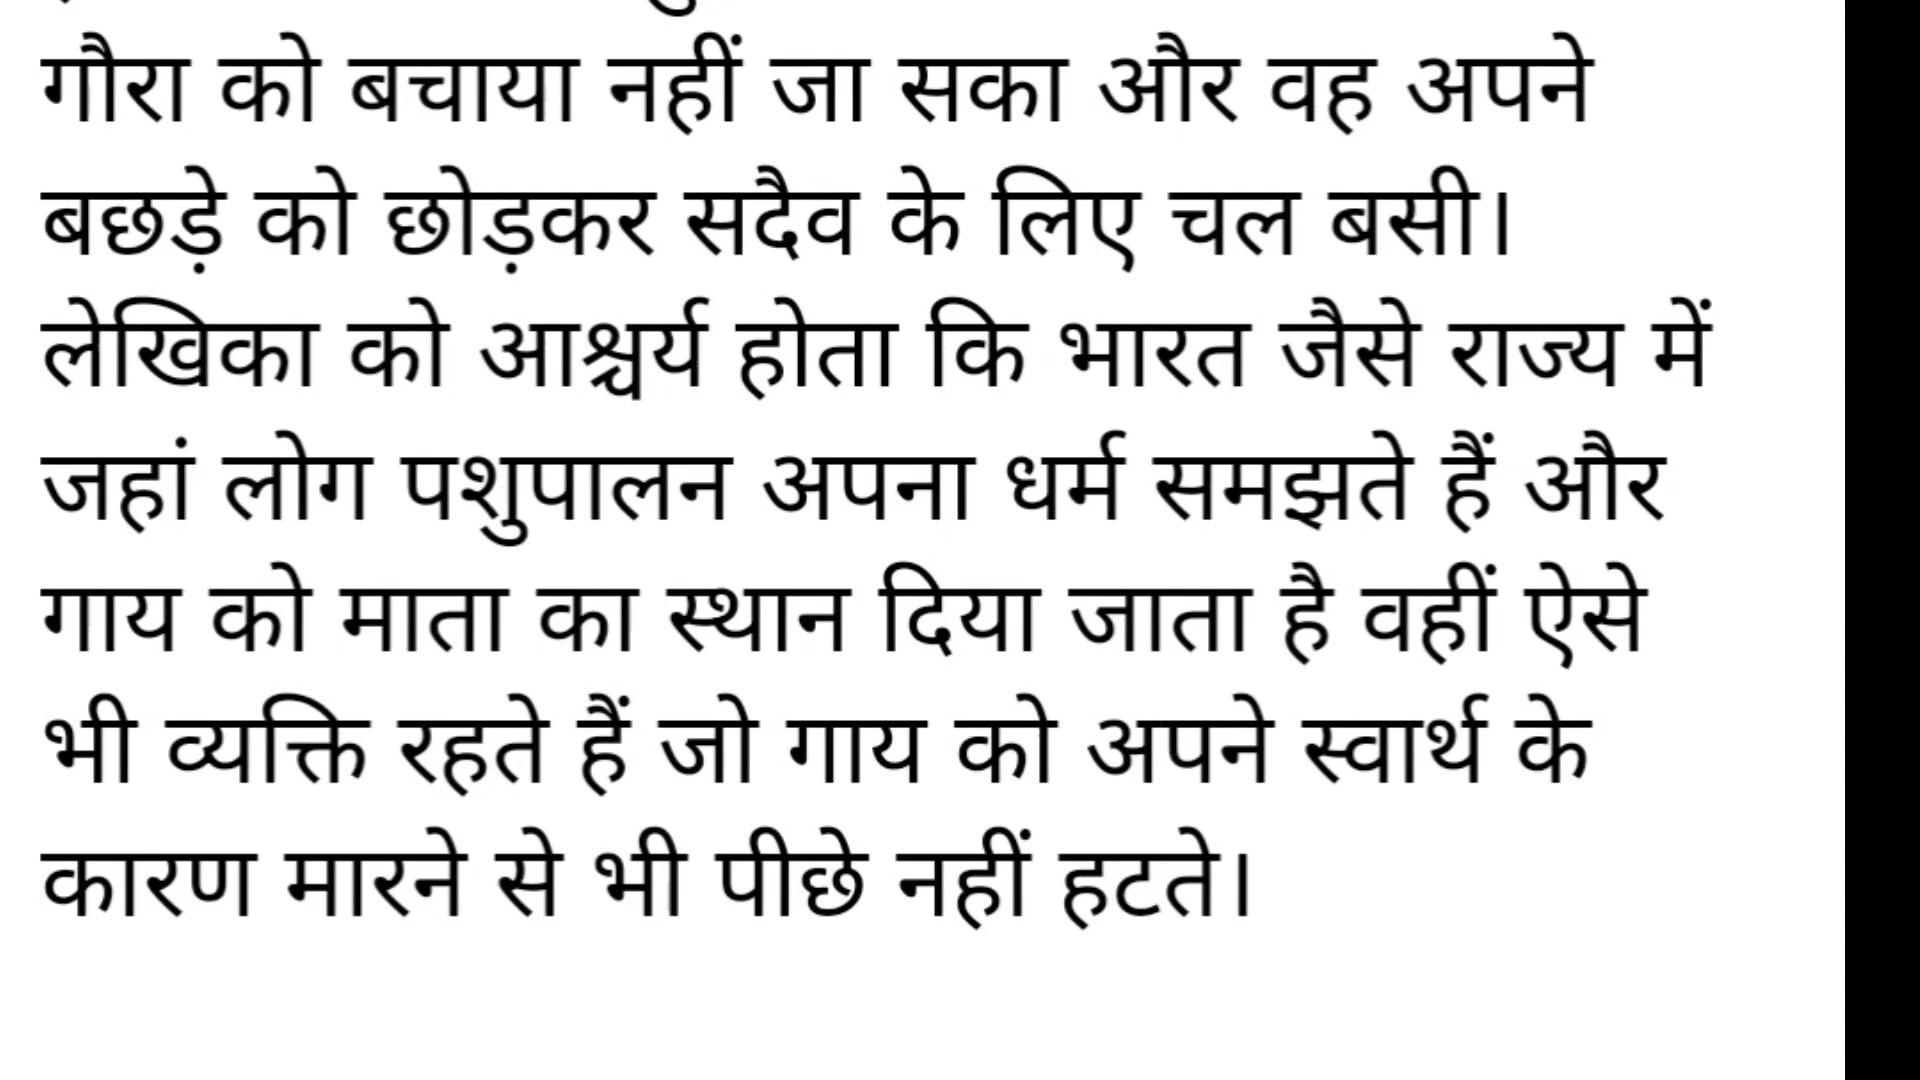 गौरा को बचाया नहीं जा सका और वह अपने
बछड़े को छोड़कर सदैव के लिए चल बसी।
लेखिका को आश्चर्य होता कि भारत जैसे राज्य में
जहां लोग पशुपालन अपना धर्म समझते हैं और
गाय को माता का स्थान दिया जाता है वहीं ऐसे
भी व्यक्ति रहते हैं जो गाय को अपने स्वार्थ के
कारण मारने से भी पीछे नहीं हटते।